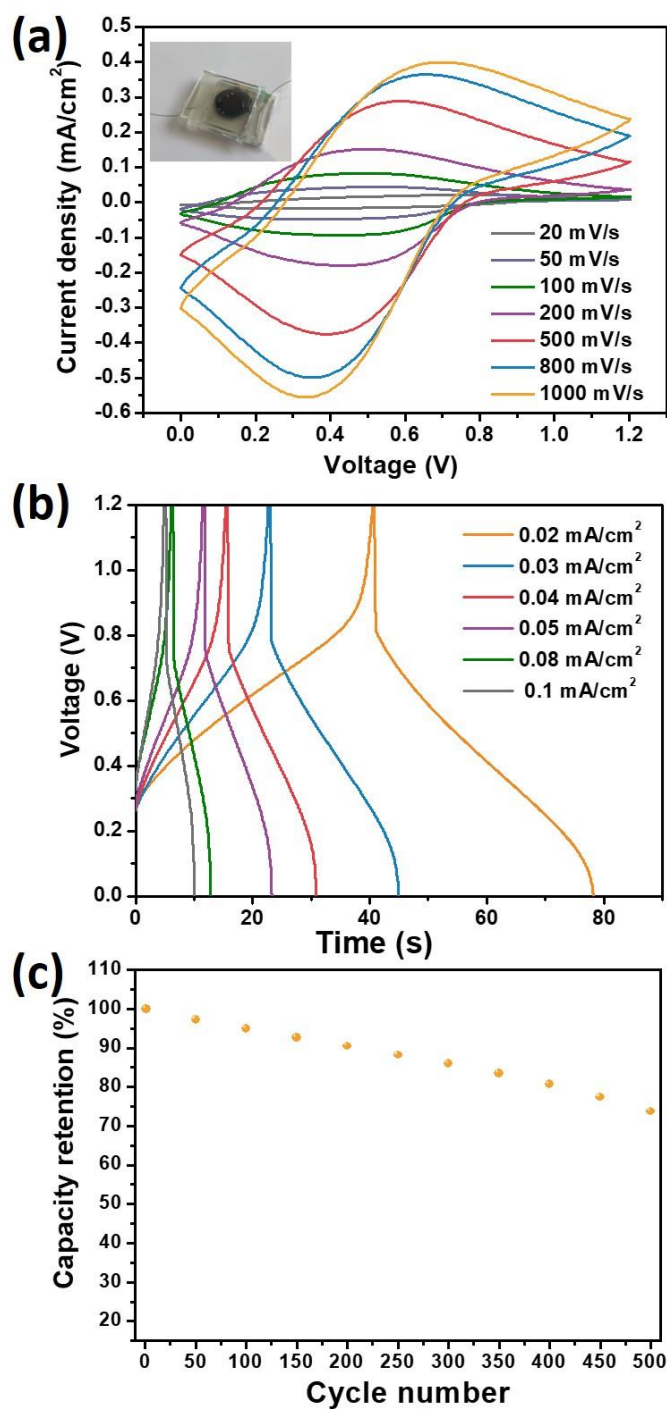 (a)
0.5
0.4
0.3
0.2
0.1
0.0
-0.1
-0.2
-0.3
-0.4
-0.5
-0.6
Current density (mA/cm²)
20 mV/s
50 mV/s
100 mV/s
200 mV/s
500 mV/s
800 mV/s
1000 mV/s
0.0 0.2 0.4 0.6 0.8 1.0 1.2
Voltage (V)
(b)
1.2
1.0
0.8
0.6
0.4
0.2
0.0
Voltage (V)
0.02 mA/cm²
0.03 mA/cm²
0.04 mA/cm²
0.05 mA/cm²
0.08 mA/cm²
0.1 mA/cm²
0 20 40 60 80
Time (s)
(c)
110
100
90
80
70
60
50
40
30
20
Capacity retention (%)
0 50 100 150 200 250 300 350 400 450 500
Cycle number